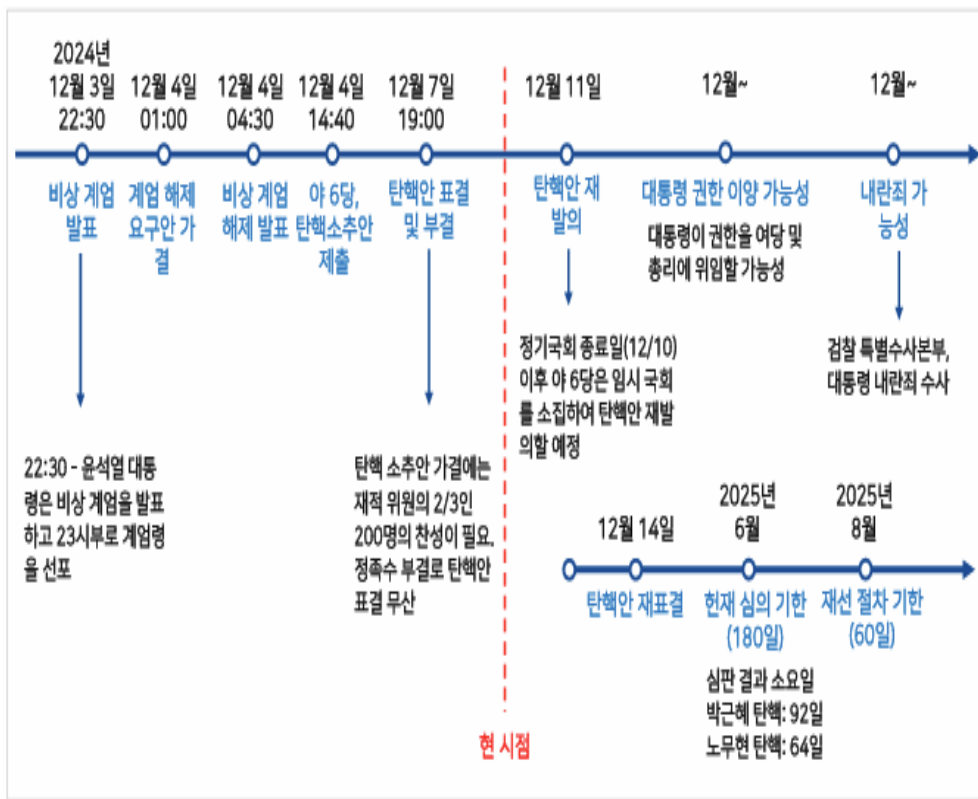 2024년
12월 3일
22:30
12월 4일
01:00
12월 4일
04:30
12월 4일
14:40
12월 7일
19:00
12월 11일
12월~
12월~
비상 계엄
발표
계엄 해제
요구안 가
결
비상 계엄
해제 발표
야 6당,
탄핵소추안
제출
탄핵안 표결
및 부결
탄핵안 재
발의
대통령 권한 이양 가능성
대통령이 권한을 여당 및
총리에 위임할 가능성
내란죄 가
능성
정기국회 종료일(12/10)
이후 야 6당은 임시 국회
를 소집하여 탄핵안 재발
의할 예정
검찰 특별수사본부,
대통령 내란죄 수사
22:30 - 윤석열 대통
령은 비상 계엄을 발표
하고 23시부로 계엄령
을 선포
탄핵 소추안 가결에는
재적 위원의 2/3인
200명의 찬성이 필요.
정족수 부결로 탄핵안
표결 무산
12월 14일
2025년
6월
2025년
8월
탄핵안 재표결
헌재 심의 기한
(180일)
재선 절차 기한
(60일)
심판 결과 소요일
박근혜 탄핵: 92일
노무현 탄핵: 64일
현 시점